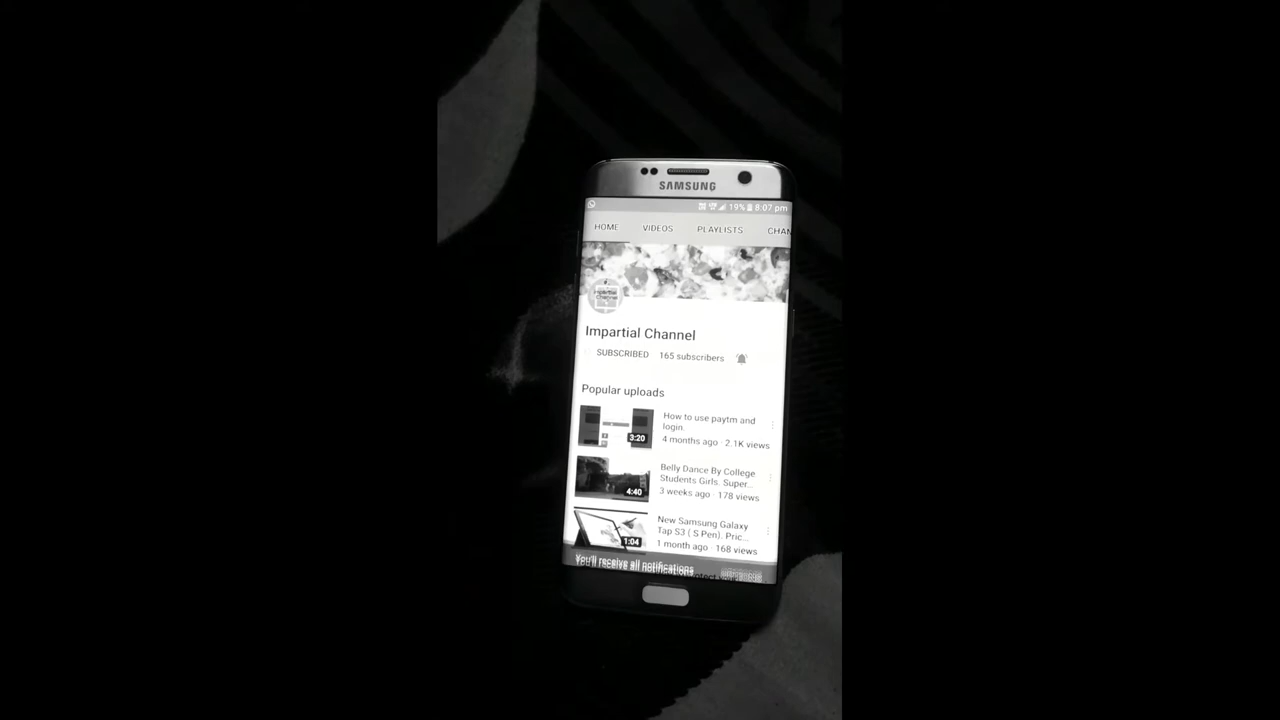 SAMSUNG
19% 8:07 pm
HOME VIDEOS PLAYLISTS CHAN
Impartial Channel
Impartial Channel
SUBSCRIBED 165 subscribers
Popular uploads
How to use paytm and
login
4 months ago · 2.1K views
3:20
Belly Dance By College
Students Girls. Super...
3 weeks ago · 178 views
4:40
New Samsung Galaxy
Tap S3 ( S Pen). Pric...
1 month ago · 168 views
1:04
You'll receive all notifications